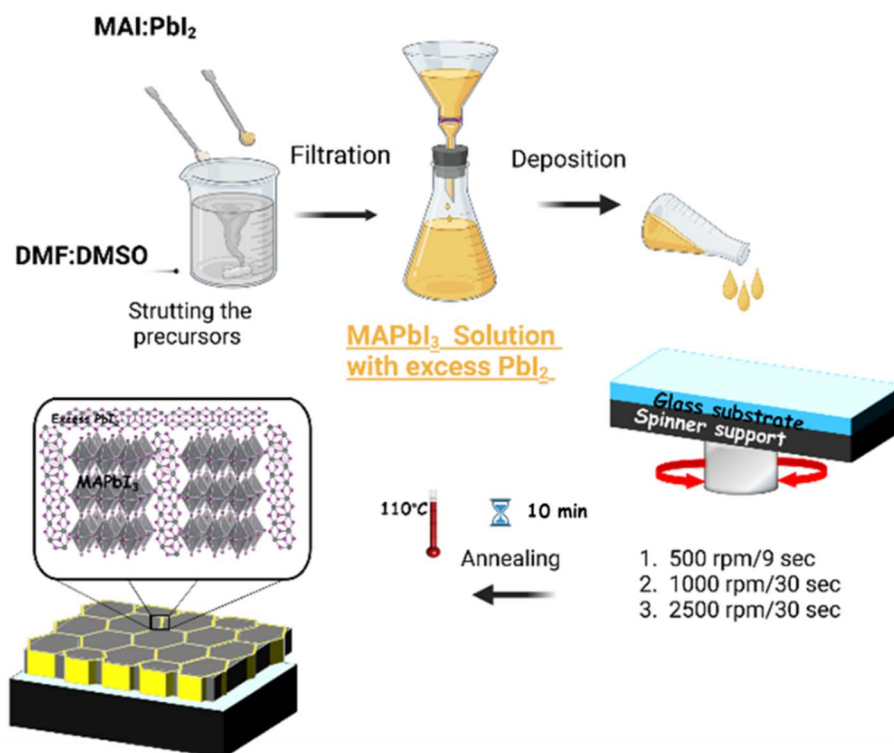 MAI:PbI₂
Filtration
Deposition
DMF:DMSO
Strutting the
precursors
MAPbI₃ Solution
with excess PbI₂
Glass substrate
Spinner support
Excess PbI₂
MAPbI₃
110°C
10 min
Annealing
1. 500 rpm/9 sec
2. 1000 rpm/30 sec
3. 2500 rpm/30 sec